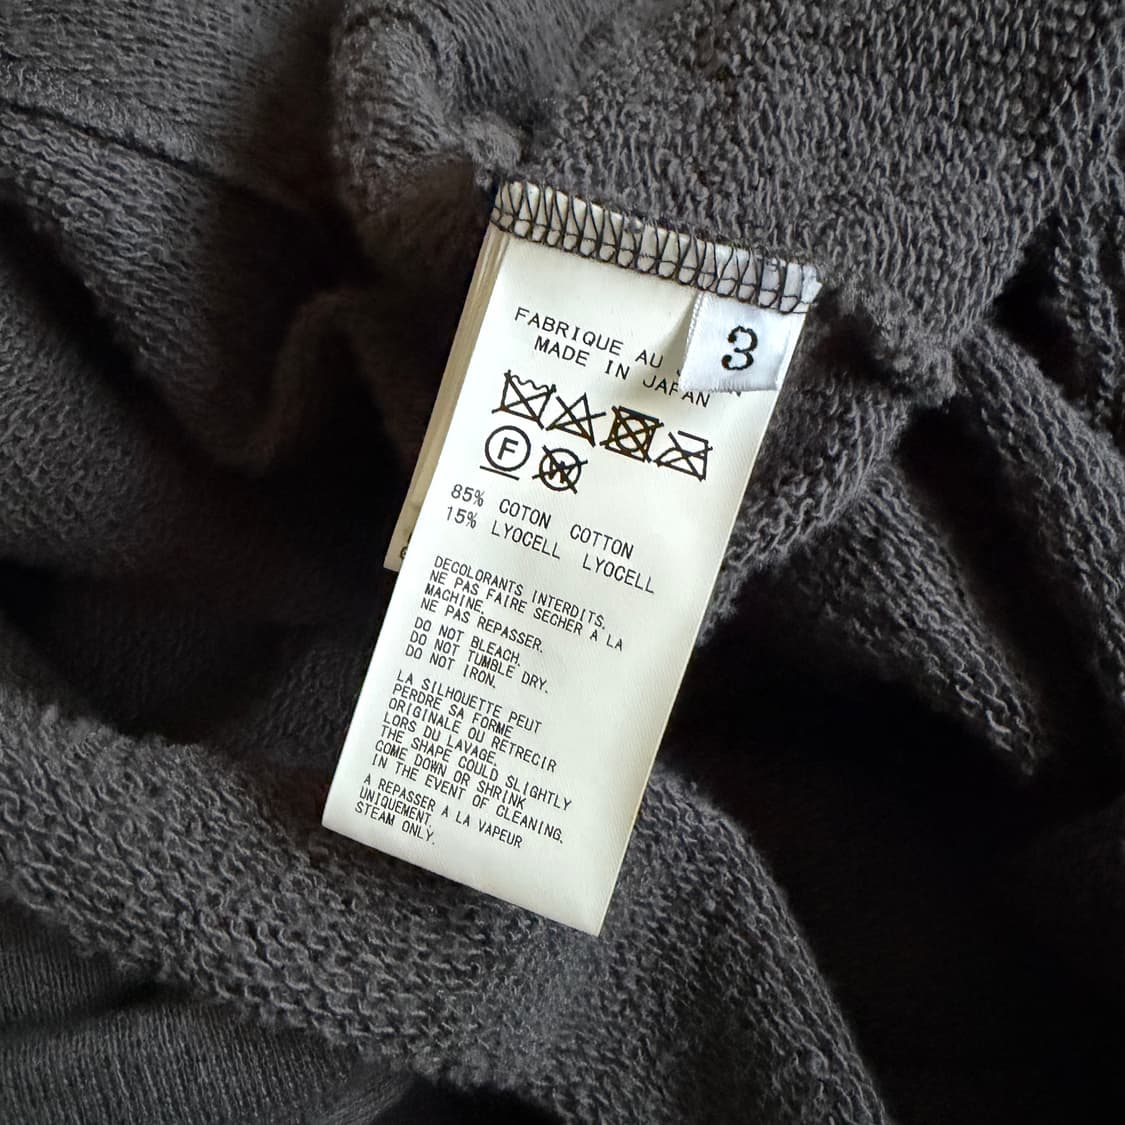 FABRIQUE AU
MADE IN JAPAN
3
F
W
85% COTON COTTON
15% LYOCELL LYOCELL
DECOLORANTS INTERDITS.
NE PAS FAIRE SECHER A LA
MACHINE.
NE PAS REPASSER.
DO NOT BLEACH.
DO NOT TUMBLE DRY.
DO NOT IRON.
LA SILHOUETTE PEUT
PERDRE SA FORME
ORIGINALE OU RETRECIR
LORS DU LAVAGE.
THE SHAPE COULD SLIGHTLY
COME DOWN OR SHRINK
IN THE EVENT OF CLEANING.
A REPASSER A LA VAPEUR
UNIQUEMENT.
STEAM ONLY.